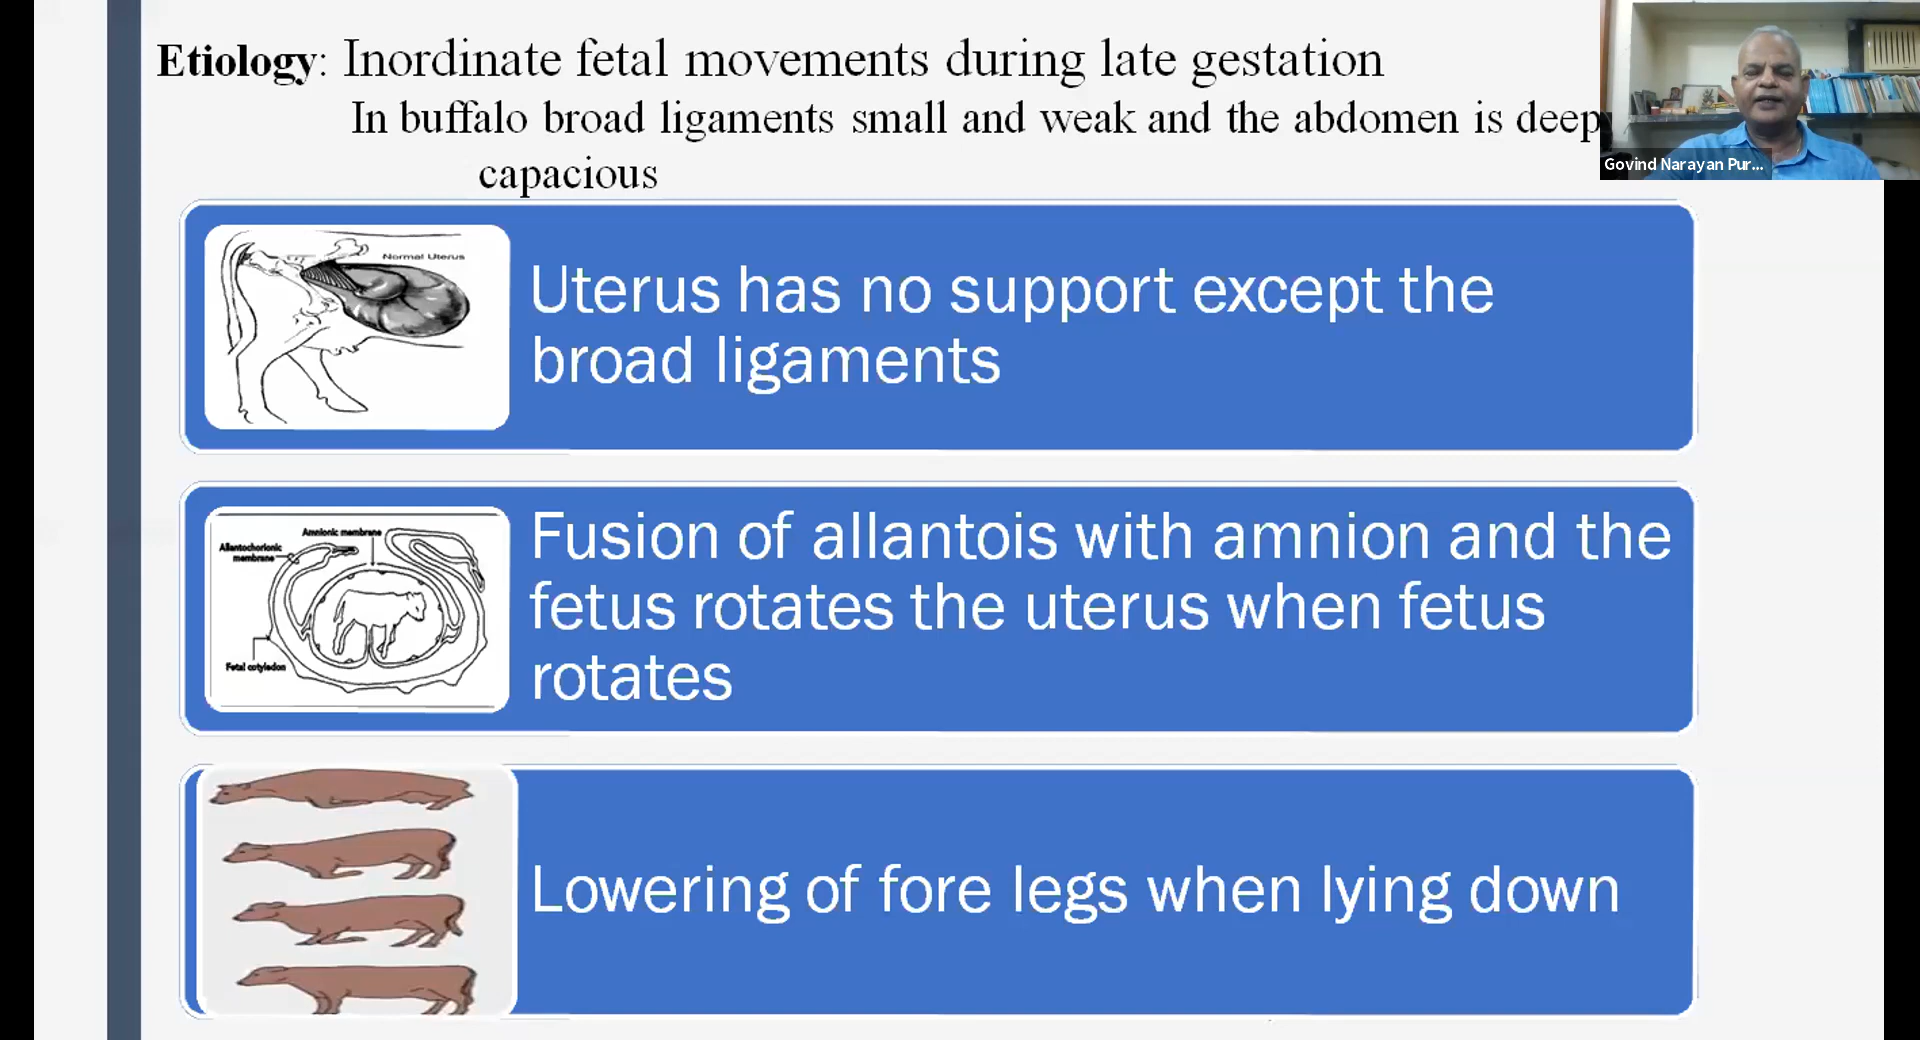 Etiology: Inordinate fetal movements during late gestation
In buffalo broad ligaments small and weak and the abdomen is deep
capacious
Govind Narayan Pur...
Normal Uterus
Uterus has no support except the
broad ligaments
Amnionic membrane
Allantochorionic
membrane
Fetal cotyledon
Fusion of allantois with amnion and the
fetus rotates the uterus when fetus
rotates
Lowering of fore legs when lying down